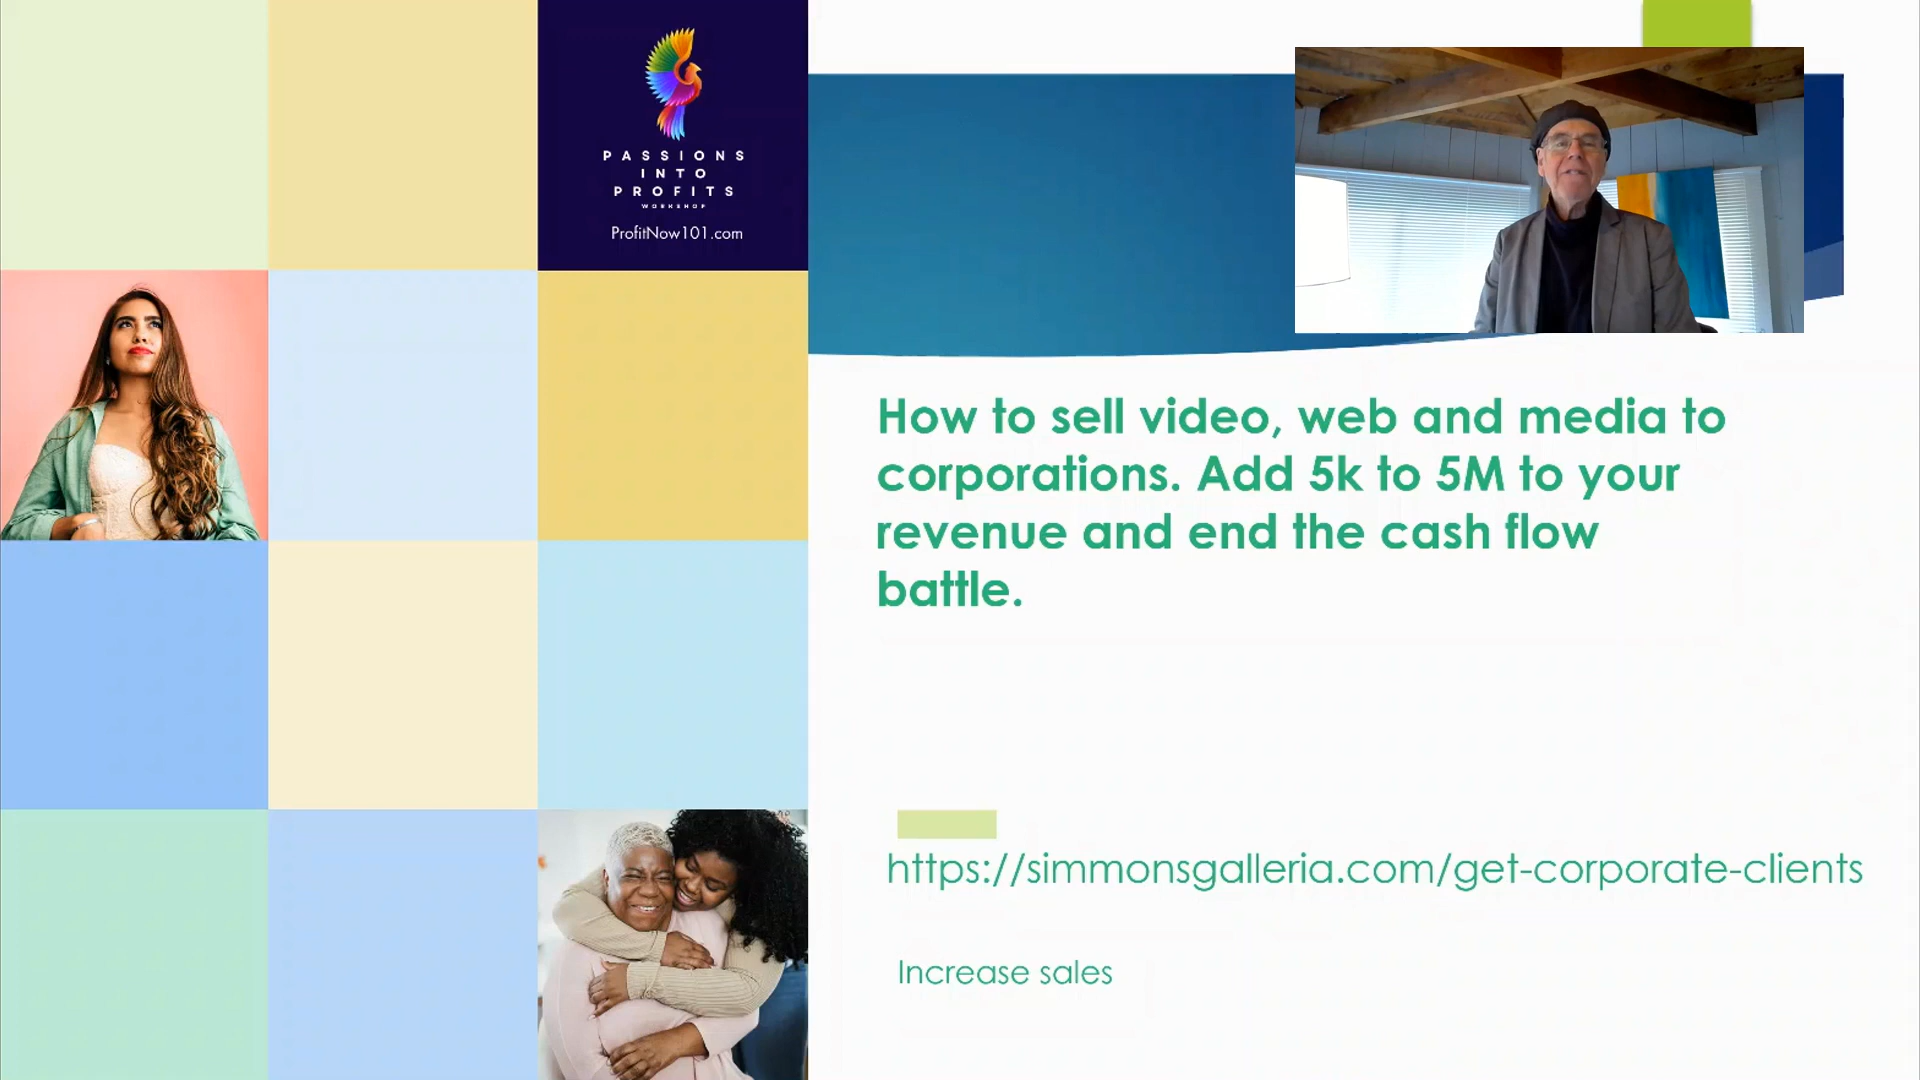 PASSIONS
INTO
PROFITS
WORKSHOP
ProfitNow101.com
How to sell video, web and media to
corporations. Add 5k to 5M to your
revenue and end the cash flow
battle.
https://simmonsgalleria.com/get-corporate-clients
Increase sales